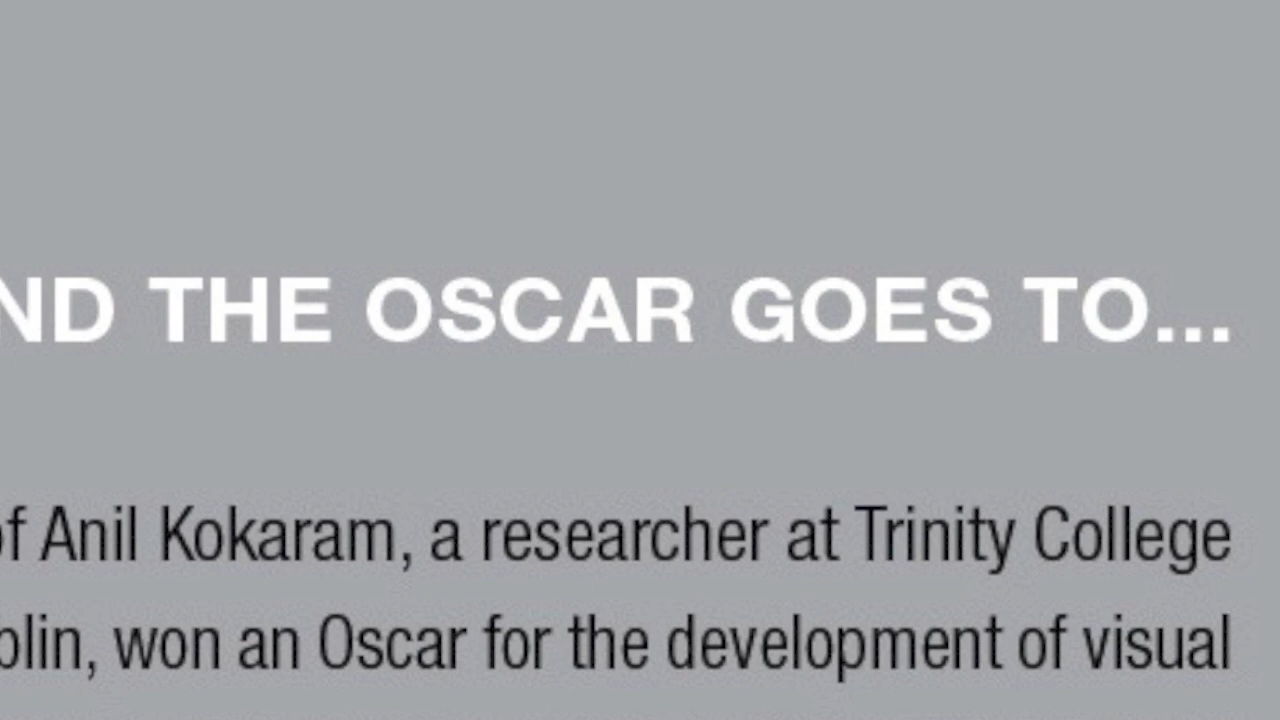 ND THE OSCAR GOES TO...
of Anil Kokaram, a researcher at Trinity College
blin, won an Oscar for the development of visual